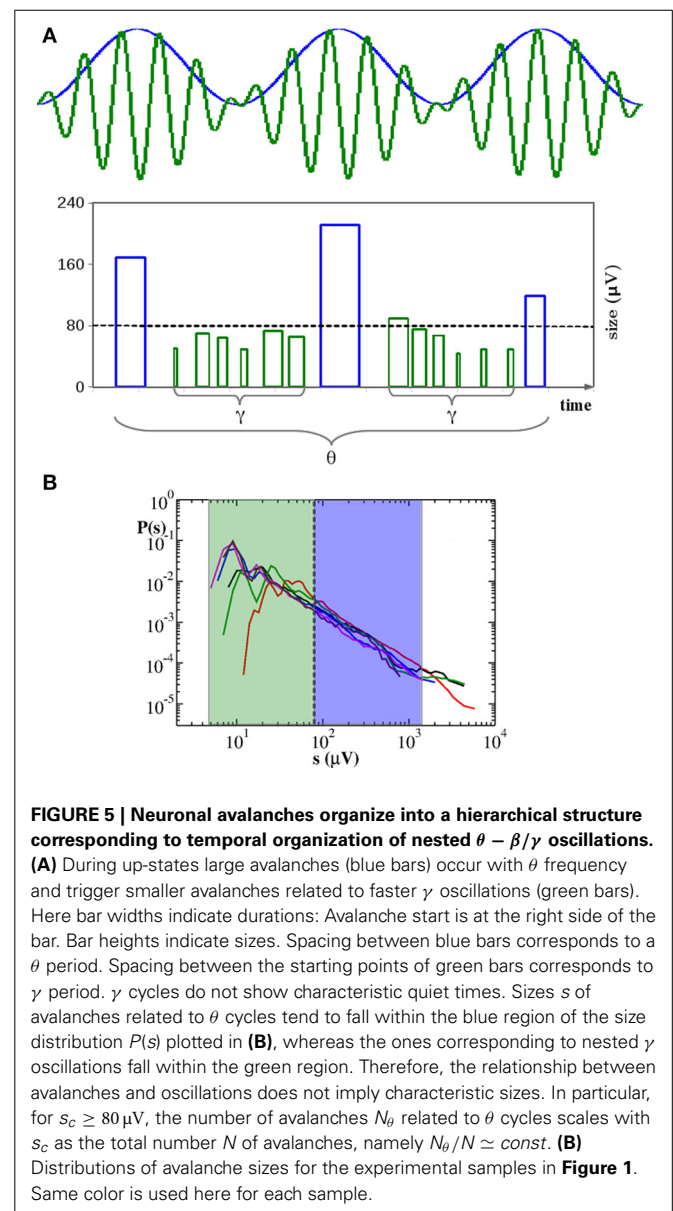 A
240
160
80
0
size (μV)
γ
γ
time
θ
B
10^0
P(s)
10^-1
10^-2
10^-3
10^-4
10^-5
10^1
10^2
10^3
10^4
s (μV)
FIGURE 5 | Neuronal avalanches organize into a hierarchical structure
corresponding to temporal organization of nested θ − β/γ oscillations.
(A) During up-states large avalanches (blue bars) occur with θ frequency
and trigger smaller avalanches related to faster γ oscillations (green bars).
Here bar widths indicate durations: Avalanche start is at the right side of the
bar. Bar heights indicate sizes. Spacing between blue bars corresponds to a
θ period. Spacing between the starting points of green bars corresponds to
γ period. γ cycles do not show characteristic quiet times. Sizes s of
avalanches related to θ cycles tend to fall within the blue region of the size
distribution P(s) plotted in (B), whereas the ones corresponding to nested γ
oscillations fall within the green region. Therefore, the relationship between
avalanches and oscillations does not imply characteristic sizes. In particular,
for s_c ≥ 80 μV, the number of avalanches N_θ related to θ cycles scales with
s_c as the total number N of avalanches, namely N_θ/N ≃ const. (B)
Distributions of avalanche sizes for the experimental samples in Figure 1.
Same color is used here for each sample.